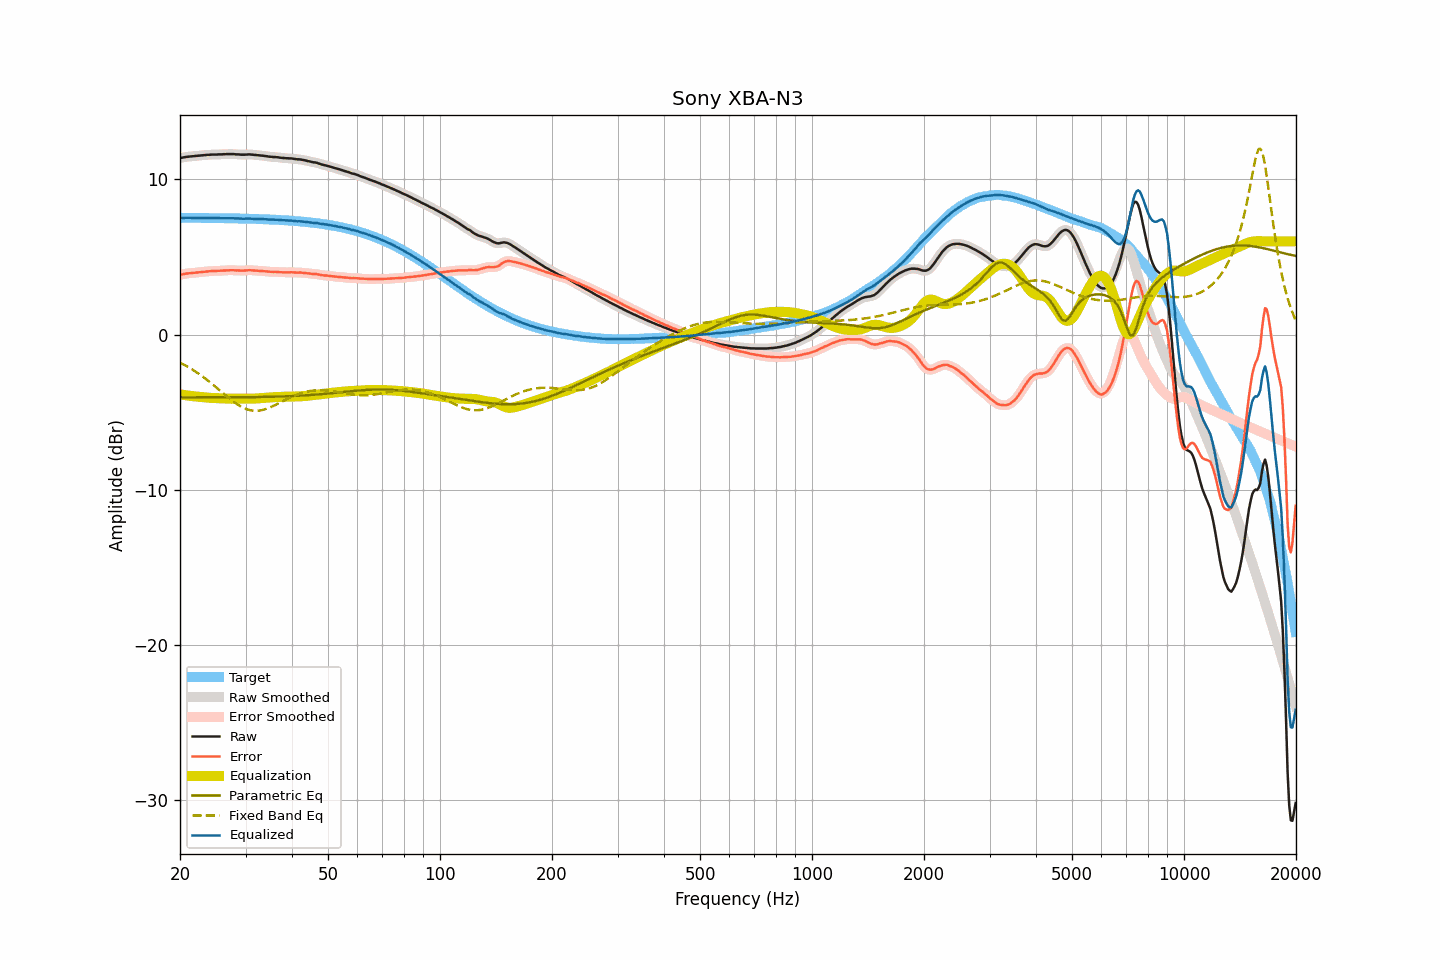 Sony XBA-N3
Amplitude (dBr)
10
0
−10
−20
−30
Target
Raw Smoothed
Error Smoothed
Raw
Error
Equalization
Parametric Eq
Fixed Band Eq
Equalized
20 50 100 200 500 1000 2000 5000 10000 20000
Frequency (Hz)